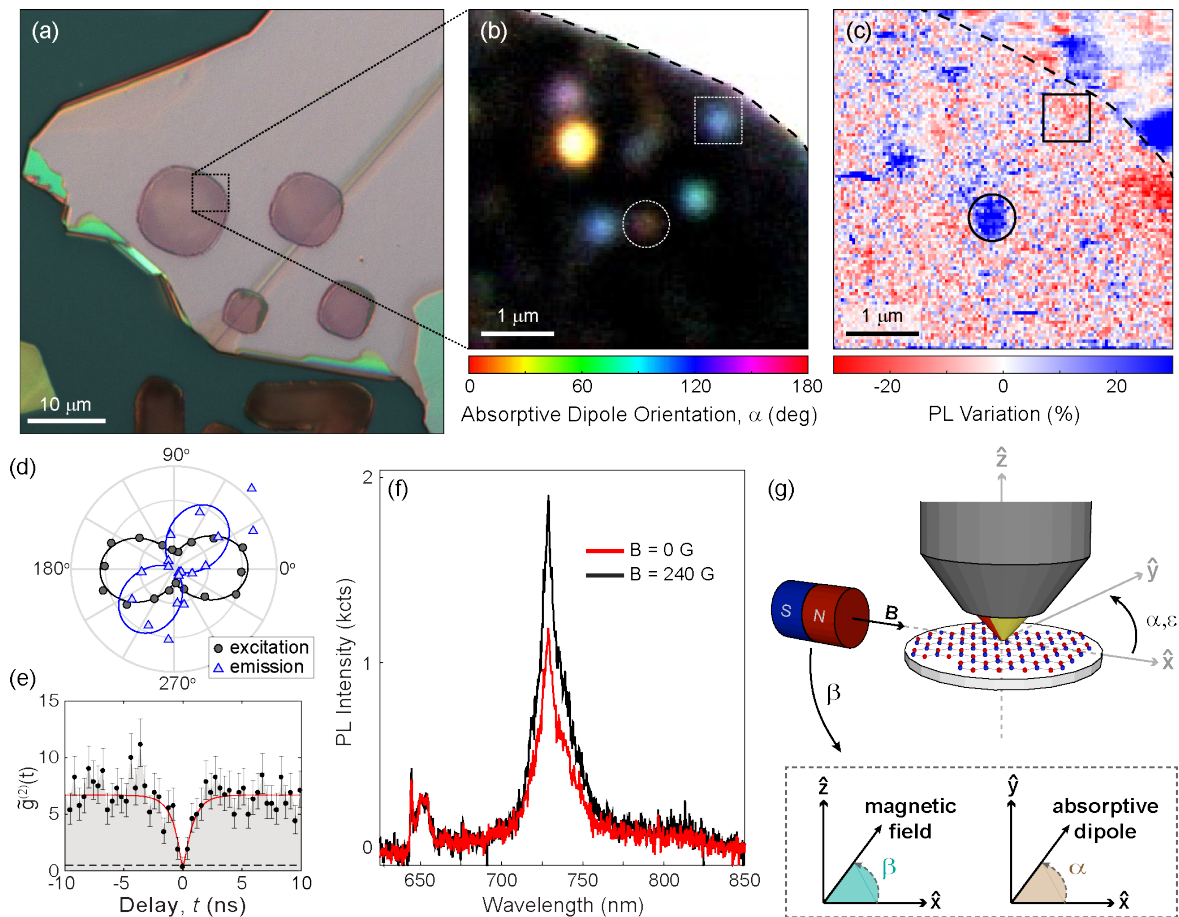 (a)
10 μm
(b)
1 μm
0 60 120 180
Absorptive Dipole Orientation, α (deg)
(c)
1 μm
-20 0 20
PL Variation (%)
(d)
90°
180°
0°
270°
excitation
emission
(e)
15
10
5
0
g̃⁽²⁾(t)
-10 -5 0 5 10
Delay, t (ns)
(f)
2
1
0
PL Intensity (kcts)
B = 0 G
B = 240 G
650 700 750 800 850
Wavelength (nm)
(g)
ẑ
ŷ
x̂
α,ε
S N
B
β
ẑ
magnetic
field
β
x̂
ŷ
absorptive
dipole
α
x̂